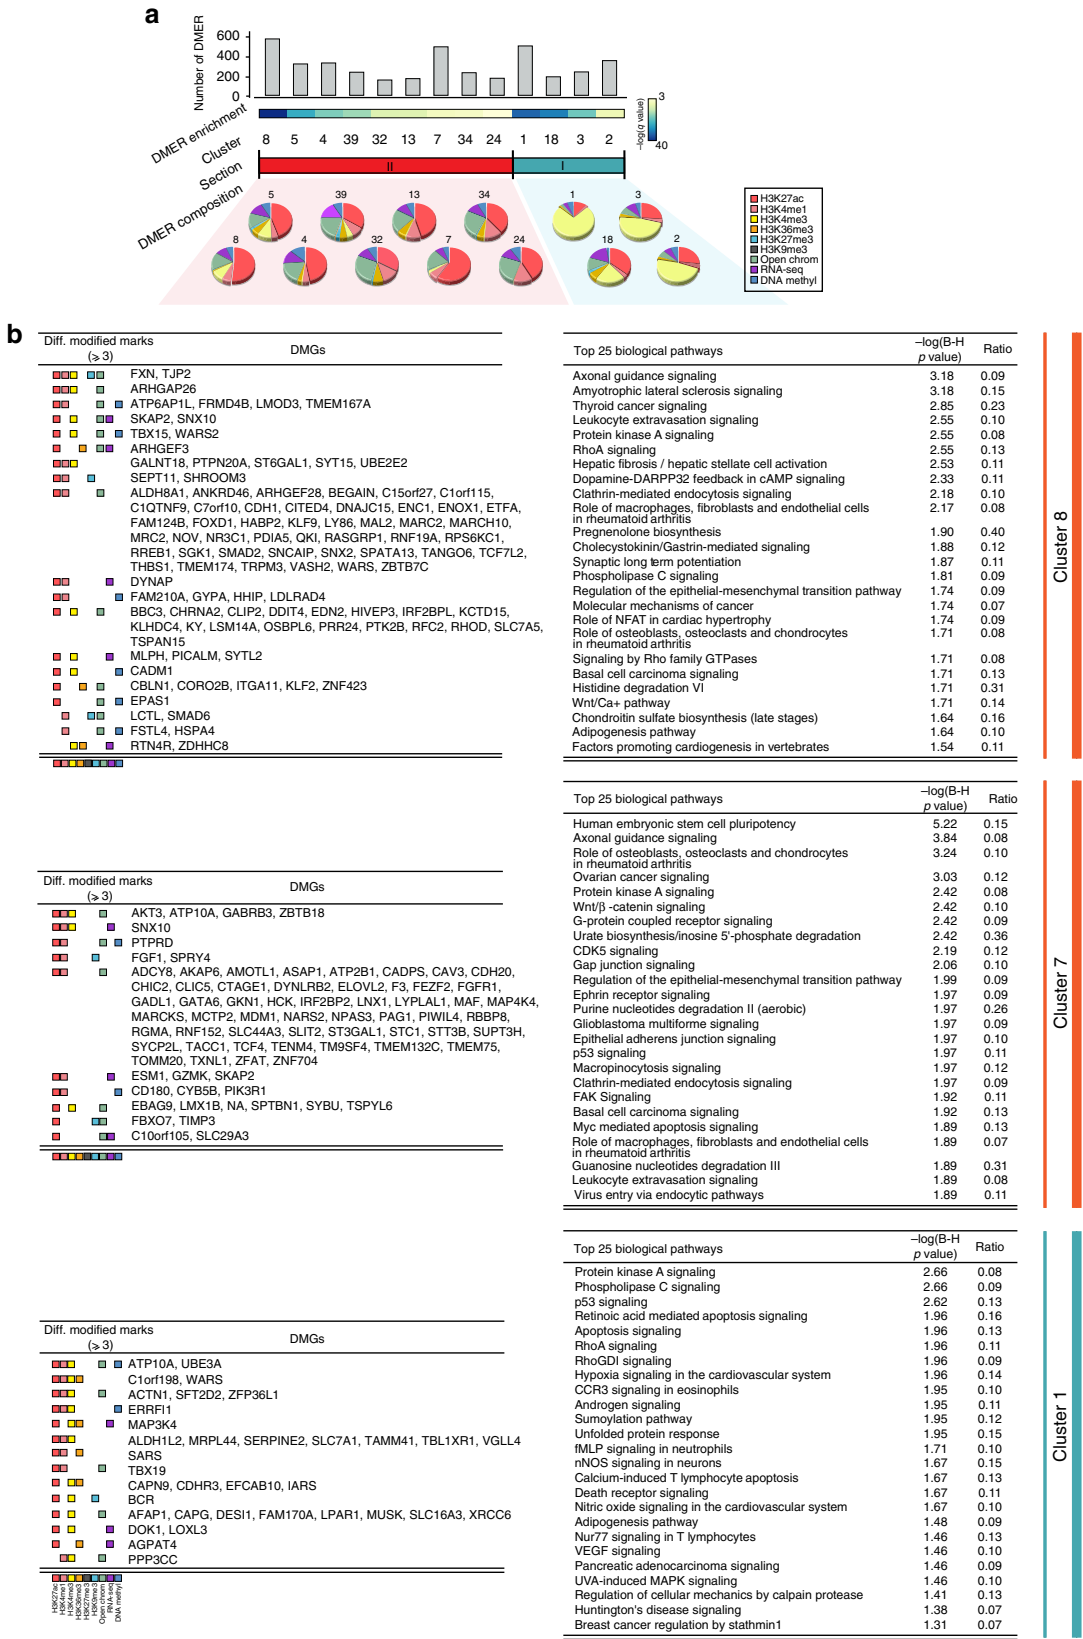 a
Number of DMER
600
400
200
0
DMER enrichment
3
–log(q value)
40
Cluster
8 5 4 39 32 13 7 34 24 1 18 3 2
Section
II I
DMER composition
5 39 13 34 1 3
8 4 32 7 24 18 2
H3K27ac
H3K4me1
H3K4me3
H3K36me3
H3K27me3
H3K9me3
Open chrom
RNA-seq
DNA methyl
b
Diff. modified marks
(⩾ 3)
DMGs
FXN, TJP2
ARHGAP26
ATP6AP1L, FRMD4B, LMOD3, TMEM167A
SKAP2, SNX10
TBX15, WARS2
ARHGEF3
GALNT18, PTPN20A, ST6GAL1, SYT15, UBE2E2
SEPT11, SHROOM3
ALDH8A1, ANKRD46, ARHGEF28, BEGAIN, C15orf27, C1orf115,
C1QTNF9, C7orf10, CDH1, CITED4, DNAJC15, ENC1, ENOX1, ETFA,
FAM124B, FOXD1, HABP2, KLF9, LY86, MAL2, MARC2, MARCH10,
MRC2, NOV, NR3C1, PDIA5, QKI, RASGRP1, RNF19A, RPS6KC1,
RREB1, SGK1, SMAD2, SNCAIP, SNX2, SPATA13, TANGO6, TCF7L2,
THBS1, TMEM174, TRPM3, VASH2, WARS, ZBTB7C
DYNAP
FAM210A, GYPA, HHIP, LDLRAD4
BBC3, CHRNA2, CLIP2, DDIT4, EDN2, HIVEP3, IRF2BPL, KCTD15,
KLHDC4, KY, LSM14A, OSBPL6, PRR24, PTK2B, RFC2, RHOD, SLC7A5,
TSPAN15
MLPH, PICALM, SYTL2
CADM1
CBLN1, CORO2B, ITGA11, KLF2, ZNF423
EPAS1
LCTL, SMAD6
FSTL4, HSPA4
RTN4R, ZDHHC8
Top 25 biological pathways
–log(B-H
p value)
Ratio
Axonal guidance signaling 3.18 0.09
Amyotrophic lateral sclerosis signaling 3.18 0.15
Thyroid cancer signaling 2.85 0.23
Leukocyte extravasation signaling 2.55 0.10
Protein kinase A signaling 2.55 0.08
RhoA signaling 2.55 0.13
Hepatic fibrosis / hepatic stellate cell activation 2.53 0.11
Dopamine-DARPP32 feedback in cAMP signaling 2.33 0.11
Clathrin-mediated endocytosis signaling 2.18 0.10
Role of macrophages, fibroblasts and endothelial cells 2.17 0.08
in rheumatoid arthritis
Pregnenolone biosynthesis 1.90 0.40
Cholecystokinin/Gastrin-mediated signaling 1.88 0.12
Synaptic long term potentiation 1.87 0.11
Phospholipase C signaling 1.81 0.09
Regulation of the epithelial-mesenchymal transition pathway 1.74 0.09
Molecular mechanisms of cancer 1.74 0.07
Role of NFAT in cardiac hypertrophy 1.74 0.09
Role of osteoblasts, osteoclasts and chondrocytes 1.71 0.08
in rheumatoid arthritis
Signaling by Rho family GTPases 1.71 0.08
Basal cell carcinoma signaling 1.71 0.13
Histidine degradation VI 1.71 0.31
Wnt/Ca+ pathway 1.71 0.14
Chondroitin sulfate biosynthesis (late stages) 1.64 0.16
Adipogenesis pathway 1.64 0.10
Factors promoting cardiogenesis in vertebrates 1.54 0.11
Cluster 8
Diff. modified marks
(⩾ 3)
DMGs
AKT3, ATP10A, GABRB3, ZBTB18
SNX10
PTPRD
FGF1, SPRY4
ADCY8, AKAP6, AMOTL1, ASAP1, ATP2B1, CADPS, CAV3, CDH20,
CHIC2, CLIC5, CTAGE1, DYNLRB2, ELOVL2, F3, FEZF2, FGFR1,
GADL1, GATA6, GKN1, HCK, IRF2BP2, LNX1, LYPLAL1, MAF, MAP4K4,
MARCKS, MCTP2, MDM1, NARS2, NPAS3, PAG1, PIWIL4, RBBP8,
RGMA, RNF152, SLC44A3, SLIT2, ST3GAL1, STC1, STT3B, SUPT3H,
SYCP2L, TACC1, TCF4, TENM4, TM9SF4, TMEM132C, TMEM75,
TOMM20, TXNL1, ZFAT, ZNF704
ESM1, GZMK, SKAP2
CD180, CYB5B, PIK3R1
EBAG9, LMX1B, NA, SPTBN1, SYBU, TSPYL6
FBXO7, TIMP3
C10orf105, SLC29A3
Top 25 biological pathways
–log(B-H
p value)
Ratio
Human embryonic stem cell pluripotency 5.22 0.15
Axonal guidance signaling 3.84 0.08
Role of osteoblasts, osteoclasts and chondrocytes 3.24 0.10
in rheumatoid arthritis
Ovarian cancer signaling 3.03 0.12
Protein kinase A signaling 2.42 0.08
Wnt/β -catenin signaling 2.42 0.10
G-protein coupled receptor signaling 2.42 0.09
Urate biosynthesis/inosine 5'-phosphate degradation 2.42 0.36
CDK5 signaling 2.19 0.12
Gap junction signaling 2.06 0.10
Regulation of the epithelial-mesenchymal transition pathway 1.99 0.09
Ephrin receptor signaling 1.97 0.09
Purine nucleotides degradation II (aerobic) 1.97 0.26
Glioblastoma multiforme signaling 1.97 0.09
Epithelial adherens junction signaling 1.97 0.10
p53 signaling 1.97 0.11
Macropinocytosis signaling 1.97 0.12
Clathrin-mediated endocytosis signaling 1.97 0.09
FAK Signaling 1.92 0.11
Basal cell carcinoma signaling 1.92 0.13
Myc mediated apoptosis signaling 1.89 0.13
Role of macrophages, fibroblasts and endothelial cells 1.89 0.07
in rheumatoid arthritis
Guanosine nucleotides degradation III 1.89 0.31
Leukocyte extravasation signaling 1.89 0.08
Virus entry via endocytic pathways 1.89 0.11
Cluster 7
Diff. modified marks
(⩾ 3)
DMGs
ATP10A, UBE3A
C1orf198, WARS
ACTN1, SFT2D2, ZFP36L1
ERRFI1
MAP3K4
ALDH1L2, MRPL44, SERPINE2, SLC7A1, TAMM41, TBL1XR1, VGLL4
SARS
TBX19
CAPN9, CDHR3, EFCAB10, IARS
BCR
AFAP1, CAPG, DESI1, FAM170A, LPAR1, MUSK, SLC16A3, XRCC6
DOK1, LOXL3
AGPAT4
PPP3CC
H3K27ac
H3K4me1
H3K4me3
H3K36me3
H3K27me3
H3K9me3
Open chrom
RNA-seq
DNA methyl
Top 25 biological pathways
–log(B-H
p value)
Ratio
Protein kinase A signaling 2.66 0.08
Phospholipase C signaling 2.66 0.09
p53 signaling 2.62 0.13
Retinoic acid mediated apoptosis signaling 1.96 0.16
Apoptosis signaling 1.96 0.13
RhoA signaling 1.96 0.11
RhoGDI signaling 1.96 0.09
Hypoxia signaling in the cardiovascular system 1.96 0.14
CCR3 signaling in eosinophils 1.95 0.10
Androgen signaling 1.95 0.11
Sumoylation pathway 1.95 0.12
Unfolded protein response 1.95 0.15
fMLP signaling in neutrophils 1.71 0.10
nNOS signaling in neurons 1.67 0.15
Calcium-induced T lymphocyte apoptosis 1.67 0.13
Death receptor signaling 1.67 0.11
Nitric oxide signaling in the cardiovascular system 1.67 0.10
Adipogenesis pathway 1.48 0.09
Nur77 signaling in T lymphocytes 1.46 0.13
VEGF signaling 1.46 0.10
Pancreatic adenocarcinoma signaling 1.46 0.09
UVA-induced MAPK signaling 1.46 0.10
Regulation of cellular mechanics by calpain protease 1.41 0.13
Huntington's disease signaling 1.38 0.07
Breast cancer regulation by stathmin1 1.31 0.07
Cluster 1